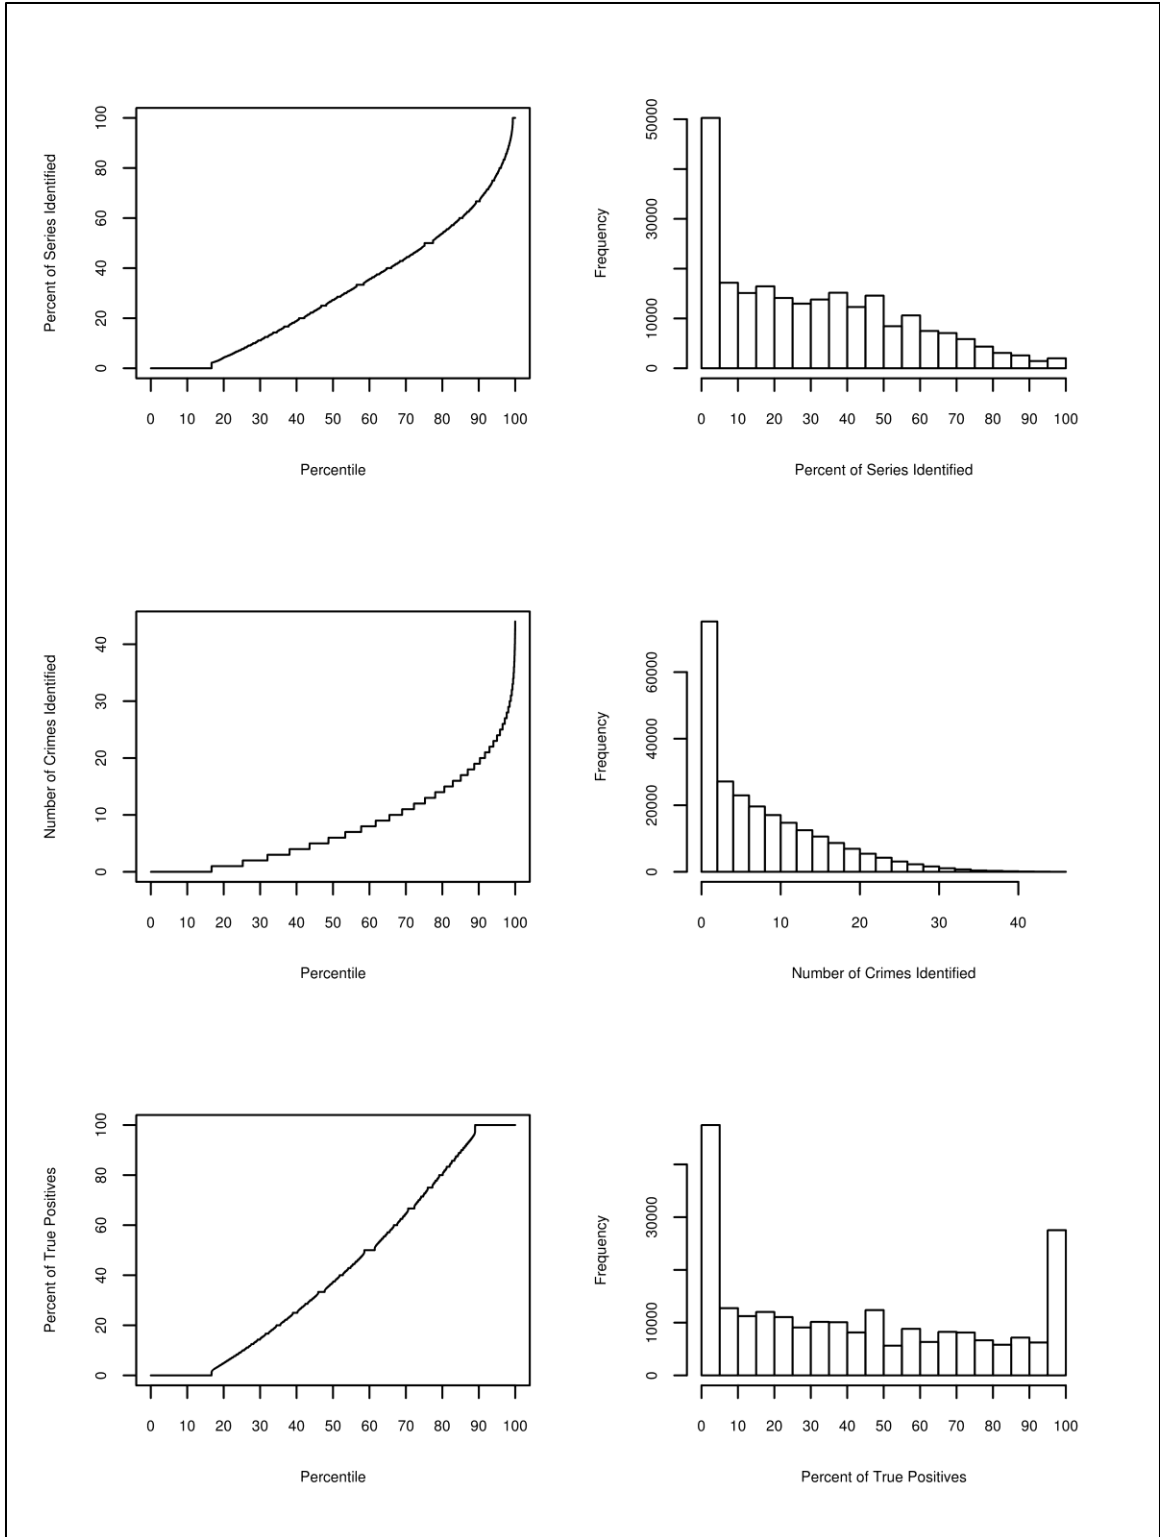 Percent of Series Identified
0 20 40 60 80 100
0 10 20 30 40 50 60 70 80 90 100
Percentile
Frequency
0 10000 30000 50000
0 10 20 30 40 50 60 70 80 90 100
Percent of Series Identified
Number of Crimes Identified
0 10 20 30 40
0 10 20 30 40 50 60 70 80 90 100
Percentile
Frequency
0 20000 40000 60000
0 10 20 30 40
Number of Crimes Identified
Percent of True Positives
0 20 40 60 80 100
0 10 20 30 40 50 60 70 80 90 100
Percentile
Frequency
0 10000 30000
0 10 20 30 40 50 60 70 80 90 100
Percent of True Positives